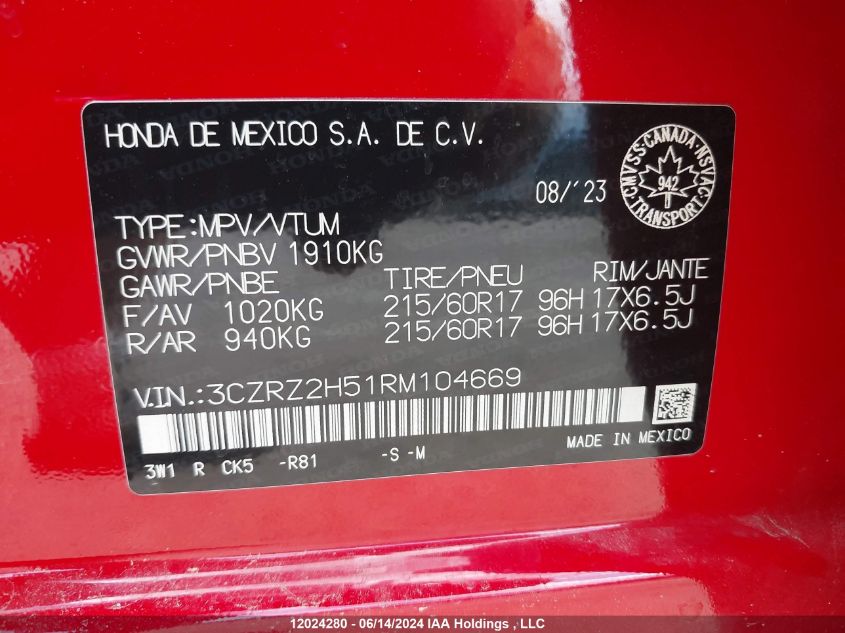 HONDA DE MEXICO S.A. DE C.V.
08/'23
CMVSS·CANADA·NSVAC·
942
TRANSPORT
TYPE:MPV/VTUM
GVWR/PNBV 1910KG
GAWR/PNBE TIRE/PNEU RIM/JANTE
F/AV 1020KG 215/60R17 96H 17X6.5J
R/AR 940KG 215/60R17 96H 17X6.5J
V.I.N.:3CZRZ2H51RM104669
MADE IN MEXICO
3W1 R CK5 -R81 -S -M
12024280 - 06/14/2024 IAA Holdings , LLC